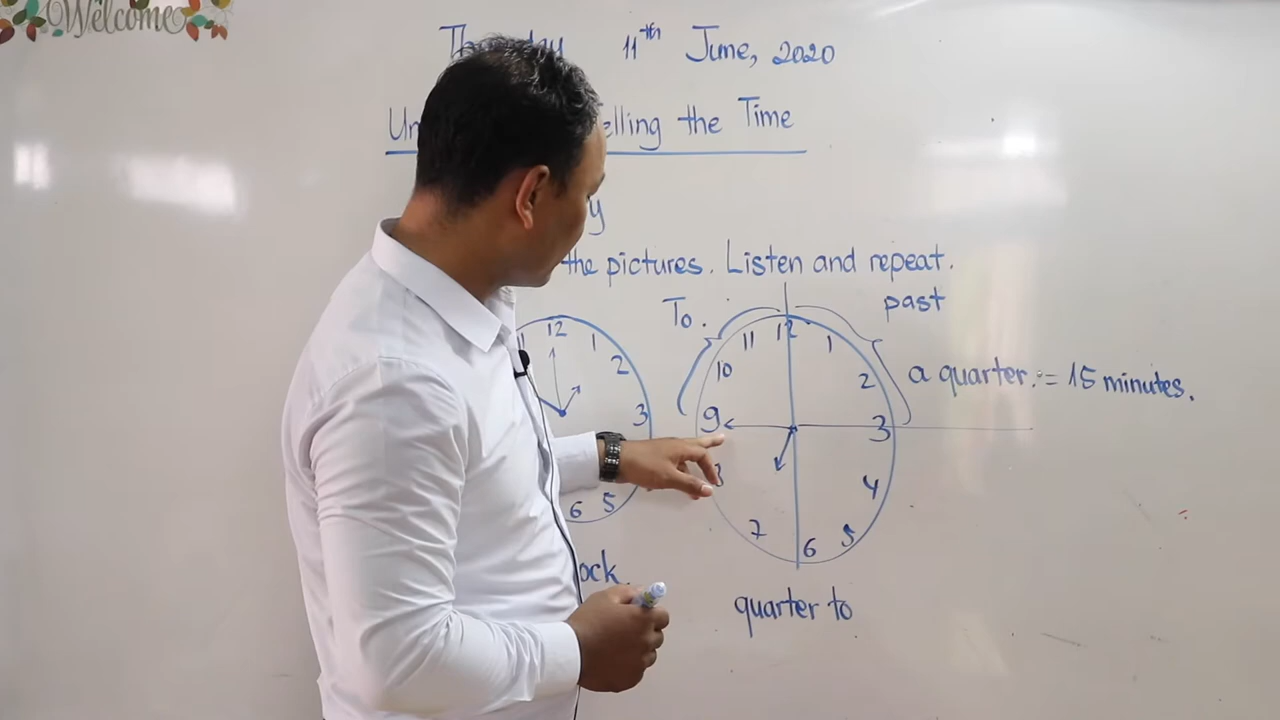 Welcome
11th June, 2020
elling the Time
the pictures. Listen and repeat.
To. past
12 1 2 3 5 6
12 1 2 3 4 5 6 7 9 10 11
a quarter. = 15 minutes.
ock.
quarter to